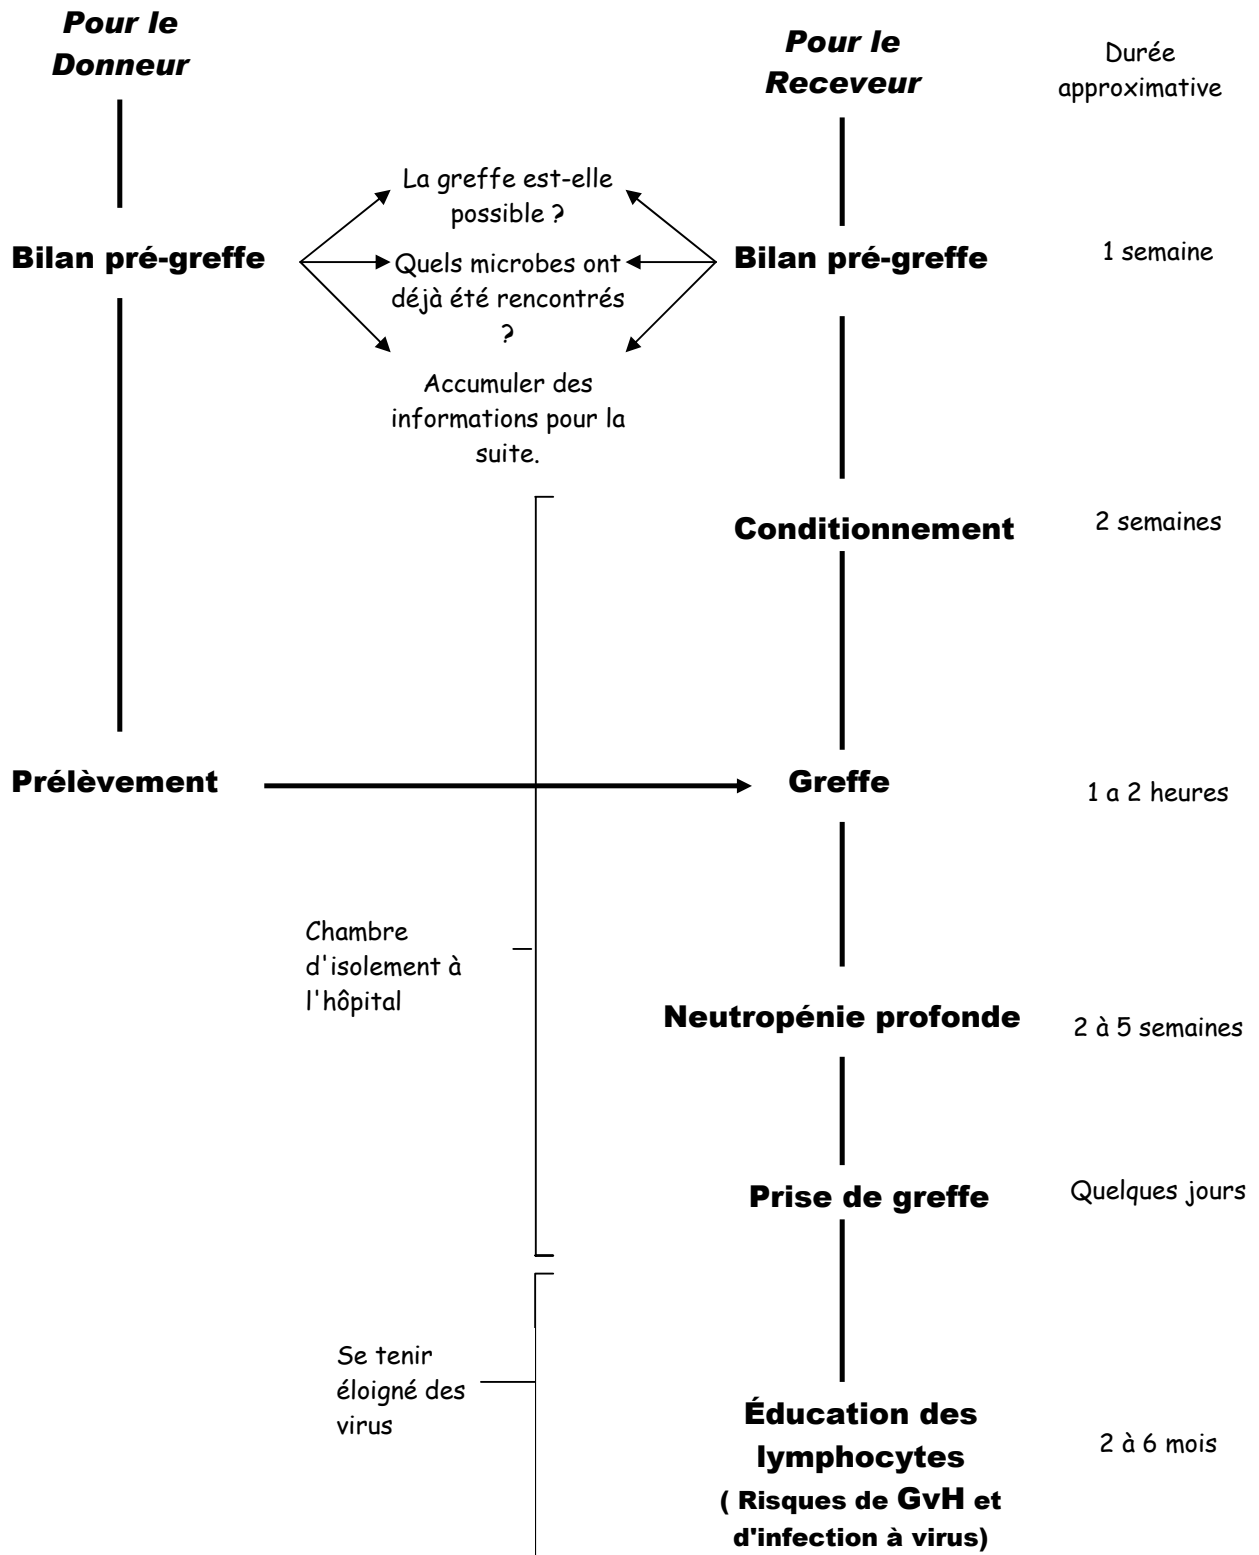 Pour le
Donneur
Pour le
Receveur
Durée
approximative
La greffe est-elle
possible ?
Bilan pré-greffe
Quels microbes ont
déjà été rencontrés
?
Bilan pré-greffe
1 semaine
Accumuler des
informations pour la
suite.
Conditionnement
2 semaines
Prélèvement
Greffe
1 a 2 heures
Chambre
d'isolement à
l'hôpital
Neutropénie profonde
2 à 5 semaines
Prise de greffe
Quelques jours
Se tenir
éloigné des
virus
Éducation des
lymphocytes
( Risques de GvH et
d'infection à virus)
2 à 6 mois